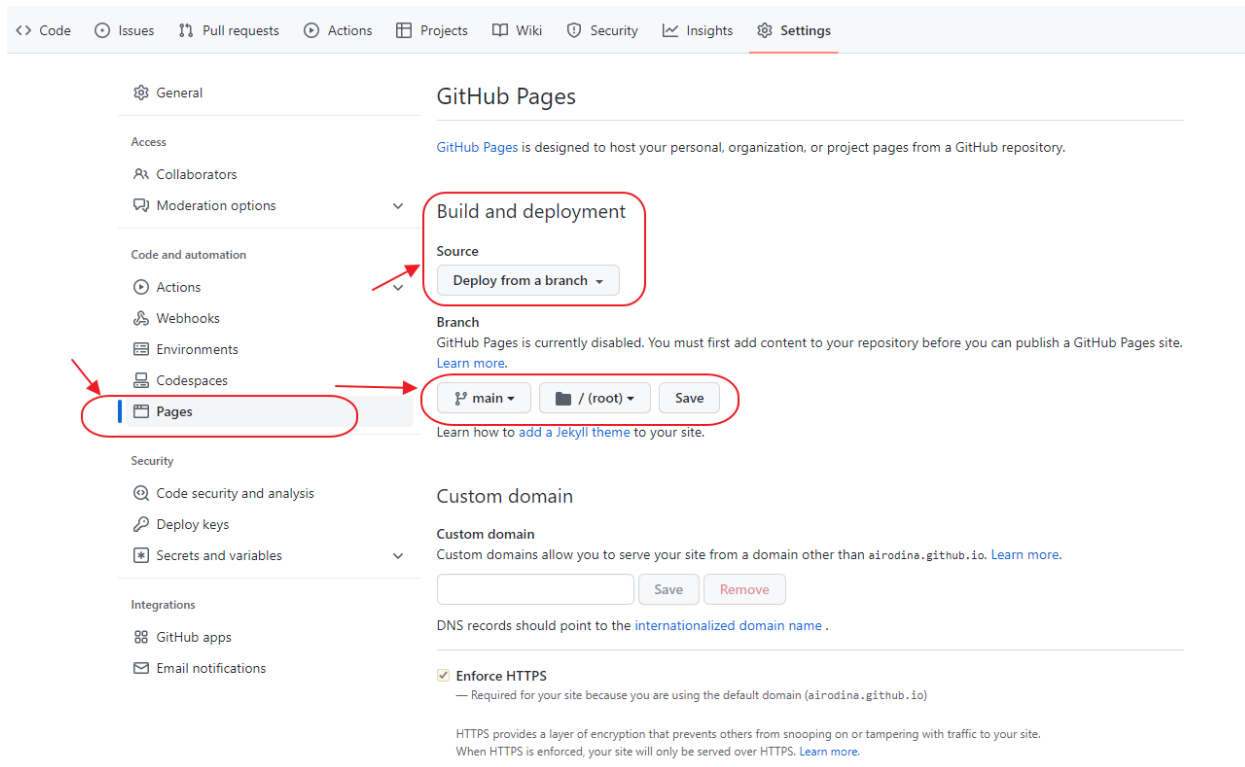 Code Issues Pull requests Actions Projects Wiki Security Insights Settings
General
Access
Collaborators
Moderation options
Code and automation
Actions
Webhooks
Environments
Codespaces
Pages
Security
Code security and analysis
Deploy keys
Secrets and variables
Integrations
GitHub apps
Email notifications
GitHub Pages
GitHub Pages is designed to host your personal, organization, or project pages from a GitHub repository.
Build and deployment
Source
Deploy from a branch
Branch
GitHub Pages is currently disabled. You must first add content to your repository before you can publish a GitHub Pages site.
Learn more.
main / (root) Save
Learn how to add a Jekyll theme to your site.
Custom domain
Custom domain
Custom domains allow you to serve your site from a domain other than airodina.github.io. Learn more.
Save Remove
DNS records should point to the internationalized domain name .
Enforce HTTPS
— Required for your site because you are using the default domain (airodina.github.io)
HTTPS provides a layer of encryption that prevents others from snooping on or tampering with traffic to your site.
When HTTPS is enforced, your site will only be served over HTTPS. Learn more.